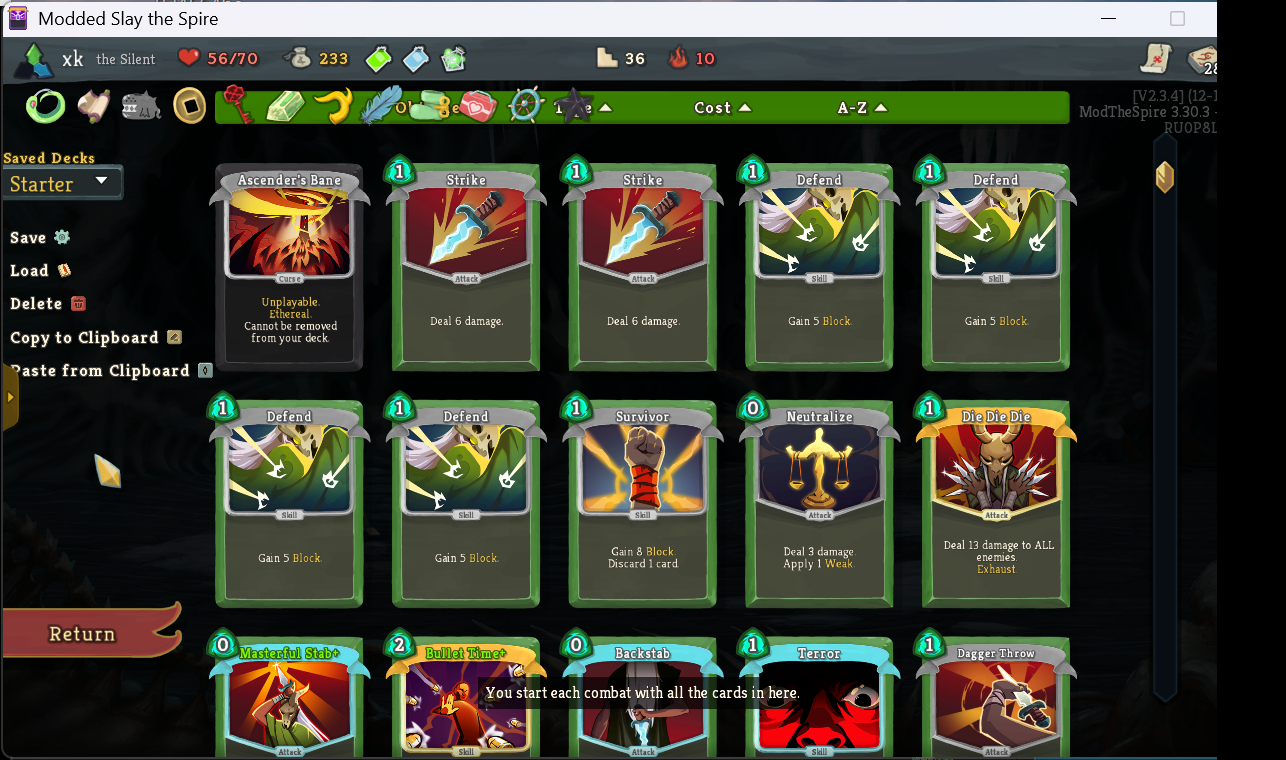 Modded Slay the Spire
xk the Silent 56/70 233 36 10 28
[V2.3.4] (12-1
Cost A-Z
ModTheSpire 3.30.3 -
RU0P8L
Saved Decks
Starter
Save
Load
Delete
Copy to Clipboard
Paste from Clipboard
Return
Ascender's Bane
Curse
Unplayable.
Ethereal.
Cannot be removed
from your deck.
1
Strike
Attack
Deal 6 damage.
1
Strike
Attack
Deal 6 damage.
1
Defend
Skill
Gain 5 Block.
1
Defend
Skill
Gain 5 Block.
1
Defend
Skill
Gain 5 Block.
1
Defend
Skill
Gain 5 Block.
1
Survivor
Skill
Gain 8 Block.
Discard 1 card.
0
Neutralize
Attack
Deal 3 damage.
Apply 1 Weak.
1
Die Die Die
Attack
Deal 13 damage to ALL
enemies.
Exhaust.
0
Masterful Stab+
Attack
2
Bullet Time+
Skill
0
Backstab
1
Terror
Skill
1
Dagger Throw
Attack
You start each combat with all the cards in here.